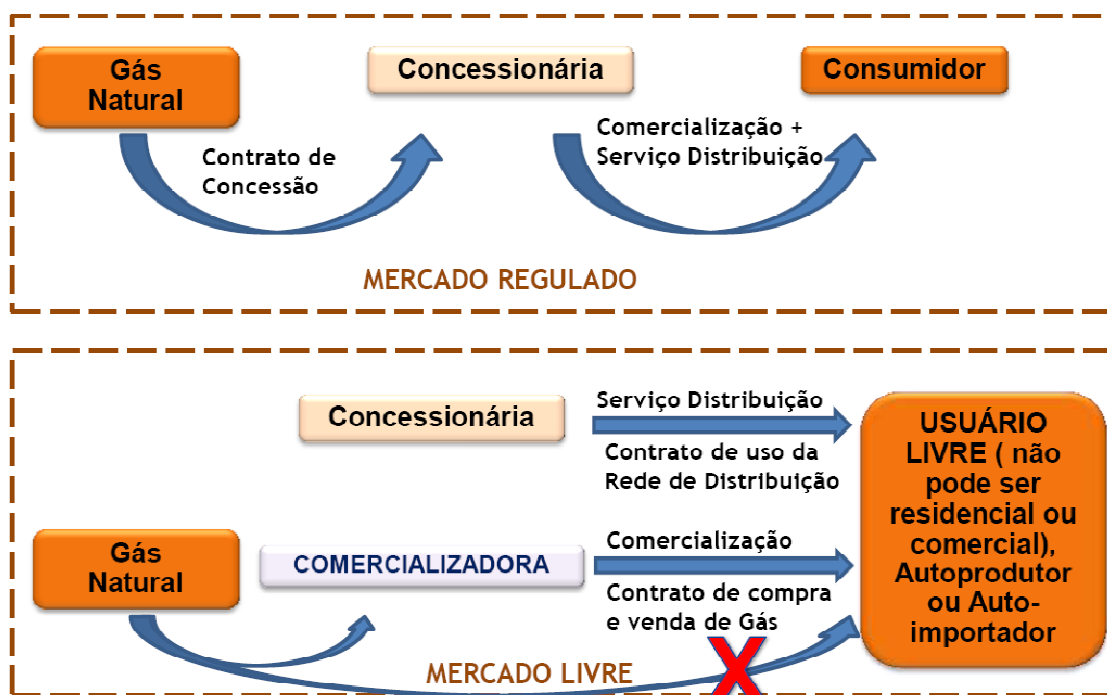 Gás
Natural
Concessionária
Consumidor
Contrato de
Concessão
Comercialização +
Serviço Distribuição
MERCADO REGULADO
Concessionária
Serviço Distribuição
Contrato de uso da
Rede de Distribuição
USUÁRIO
LIVRE ( não
pode ser
residencial ou
comercial),
Autoprodutor
ou Auto-
importador
Gás
Natural
COMERCIALIZADORA
Comercialização
Contrato de compra
e venda de Gás
X
MERCADO LIVRE